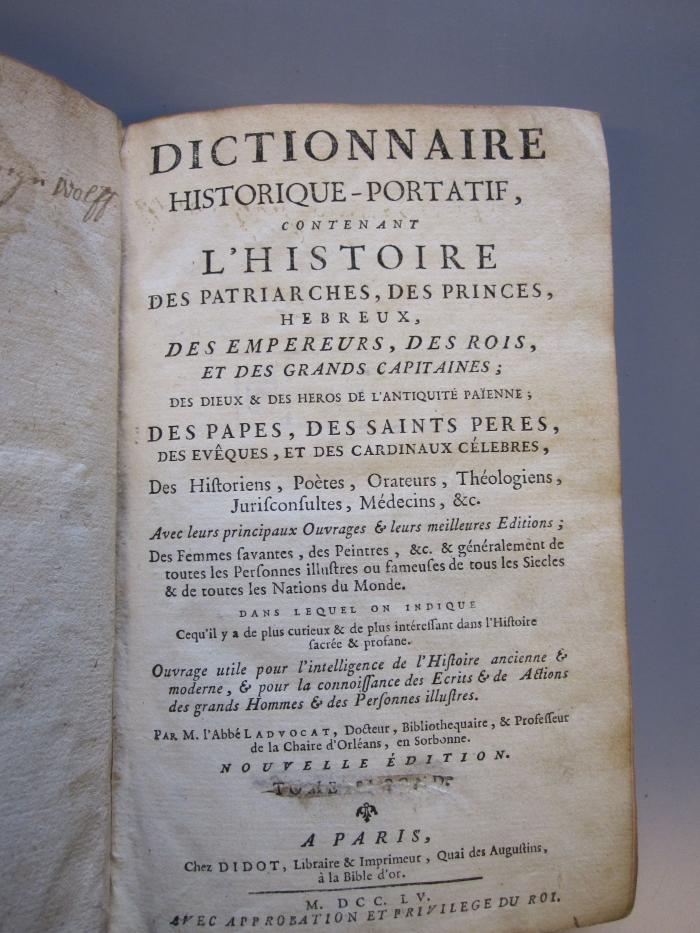 Wolff
DICTIONNAIRE
HISTORIQUE-PORTATIF,
CONTENANT
L'HISTOIRE
DES PATRIARCHES, DES PRINCES,
HEBREUX,
DES EMPEREURS, DES ROIS,
ET DES GRANDS CAPITAINES;
DES DIEUX & DES HEROS DE L'ANTIQUITÉ PAÏENNE;
DES PAPES, DES SAINTS PERES,
DES EVÊQUES, ET DES CARDINAUX CÉLEBRES,
Des Hiſtoriens, Poètes, Orateurs, Théologiens,
Juriſconſultes, Médecins, &c.
Avec leurs principaux Ouvrages & leurs meilleures Editions;
Des Femmes ſavantes, des Peintres, &c. & généralement de
toutes les Perſonnes illuſtres ou fameuſes de tous les Siecles
& de toutes les Nations du Monde.
DANS LEQUEL ON INDIQUE
Cequ'il y a de plus curieux & de plus intéreſſant dans l'Hiſtoire
ſacrée & profane.
Ouvrage utile pour l'intelligence de l'Hiſtoire ancienne &
moderne, & pour la connoiſſance des Ecrits & de Actions
des grands Hommes & des Perſonnes illuſtres.
PAR M. l'Abbé LADVOCAT, Docteur, Bibliothequaire, & Profeſſeur
de la Chaire d'Orléans, en Sorbonne.
NOUVELLE ÉDITION.
TOME SECOND.
A PARIS,
Chez DIDOT, Libraire & Imprimeur, Quai des Auguſtins,
à la Bible d'or.
M. DCC. LV.
AVEC APPROBATION ET PRIVILEGE DU ROI.